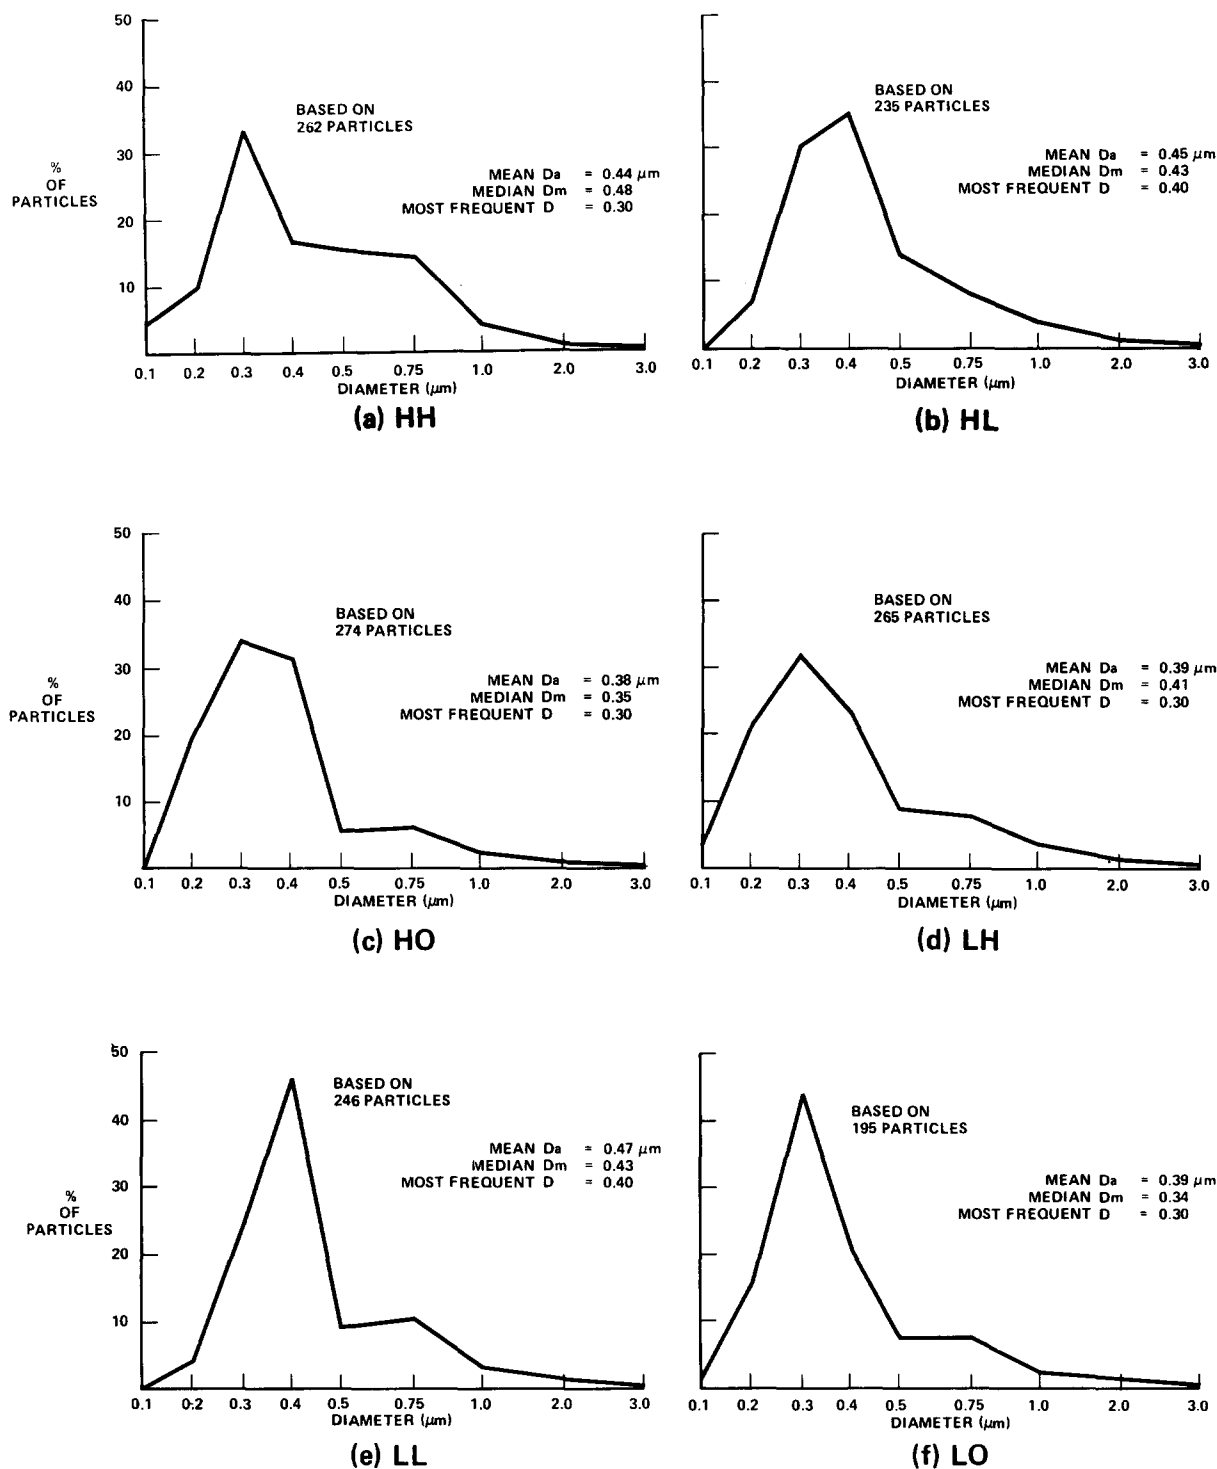 50
40
30
20
10
%
OF
PARTICLES
BASED ON
262 PARTICLES
MEAN Da = 0.44 μm
MEDIAN Dm = 0.48
MOST FREQUENT D = 0.30
0.1 0.2 0.3 0.4 0.5 0.75 1.0 2.0 3.0
DIAMETER (μm)
(a) HH
BASED ON
235 PARTICLES
MEAN Da = 0.45 μm
MEDIAN Dm = 0.43
MOST FREQUENT D = 0.40
0.1 0.2 0.3 0.4 0.5 0.75 1.0 2.0 3.0
DIAMETER (μm)
(b) HL
50
40
30
20
10
%
OF
PARTICLES
BASED ON
274 PARTICLES
MEAN Da = 0.38 μm
MEDIAN Dm = 0.35
MOST FREQUENT D = 0.30
0.1 0.2 0.3 0.4 0.5 0.75 1.0 2.0 3.0
DIAMETER (μm)
(c) HO
BASED ON
265 PARTICLES
MEAN Da = 0.39 μm
MEDIAN Dm = 0.41
MOST FREQUENT D = 0.30
0.1 0.2 0.3 0.4 0.5 0.75 1.0 2.0 3.0
DIAMETER (μm)
(d) LH
50
40
30
20
10
%
OF
PARTICLES
BASED ON
246 PARTICLES
MEAN Da = 0.47 μm
MEDIAN Dm = 0.43
MOST FREQUENT D = 0.40
0.1 0.2 0.3 0.4 0.5 0.75 1.0 2.0 3.0
DIAMETER (μm)
(e) LL
BASED ON
195 PARTICLES
MEAN Da = 0.39 μm
MEDIAN Dm = 0.34
MOST FREQUENT D = 0.30
0.1 0.2 0.3 0.4 0.5 0.75 1.0 2.0 3.0
DIAMETER (μm)
(f) LO